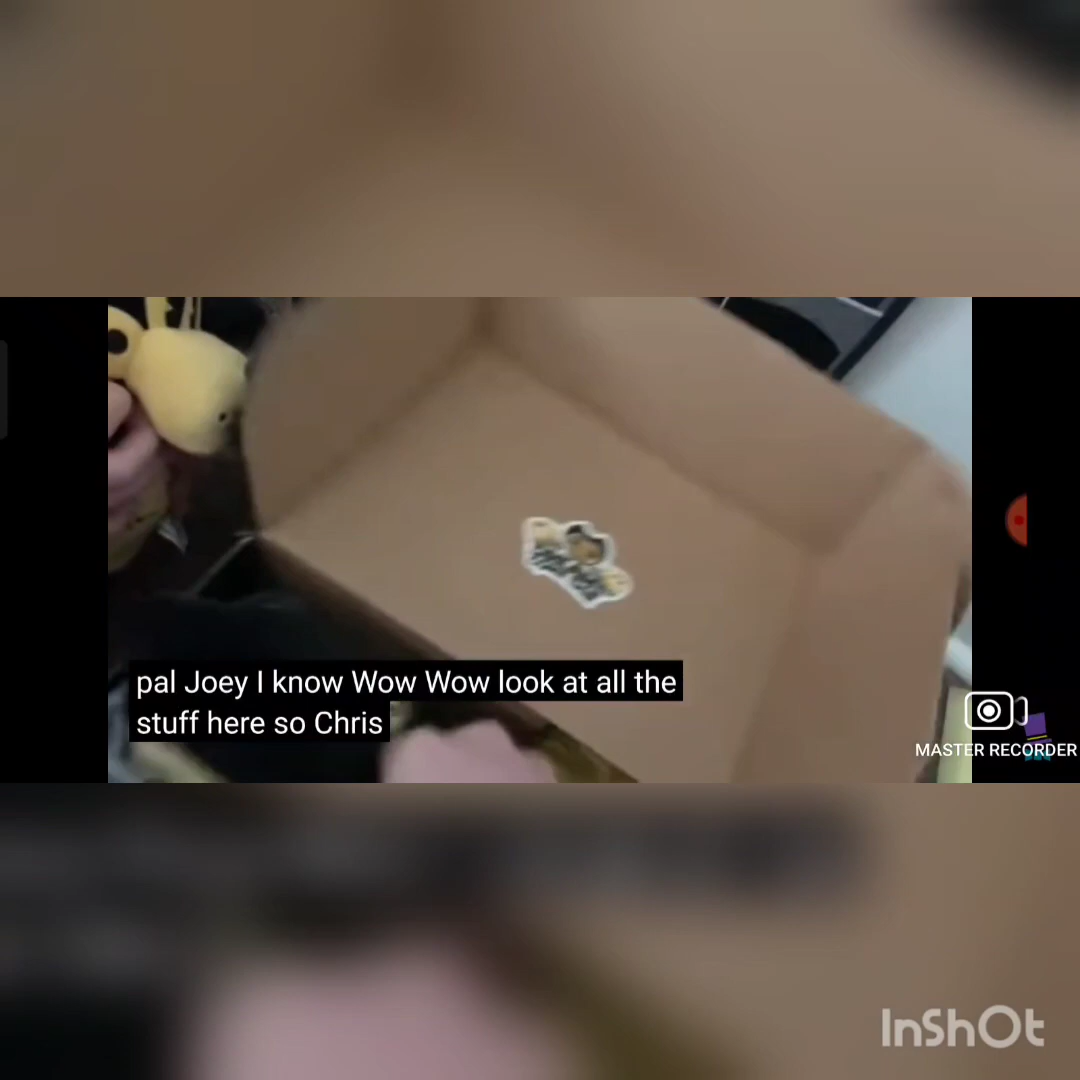 pal Joey I know Wow Wow look at all the
stuff here so Chris
MASTER RECORDER
InShOt